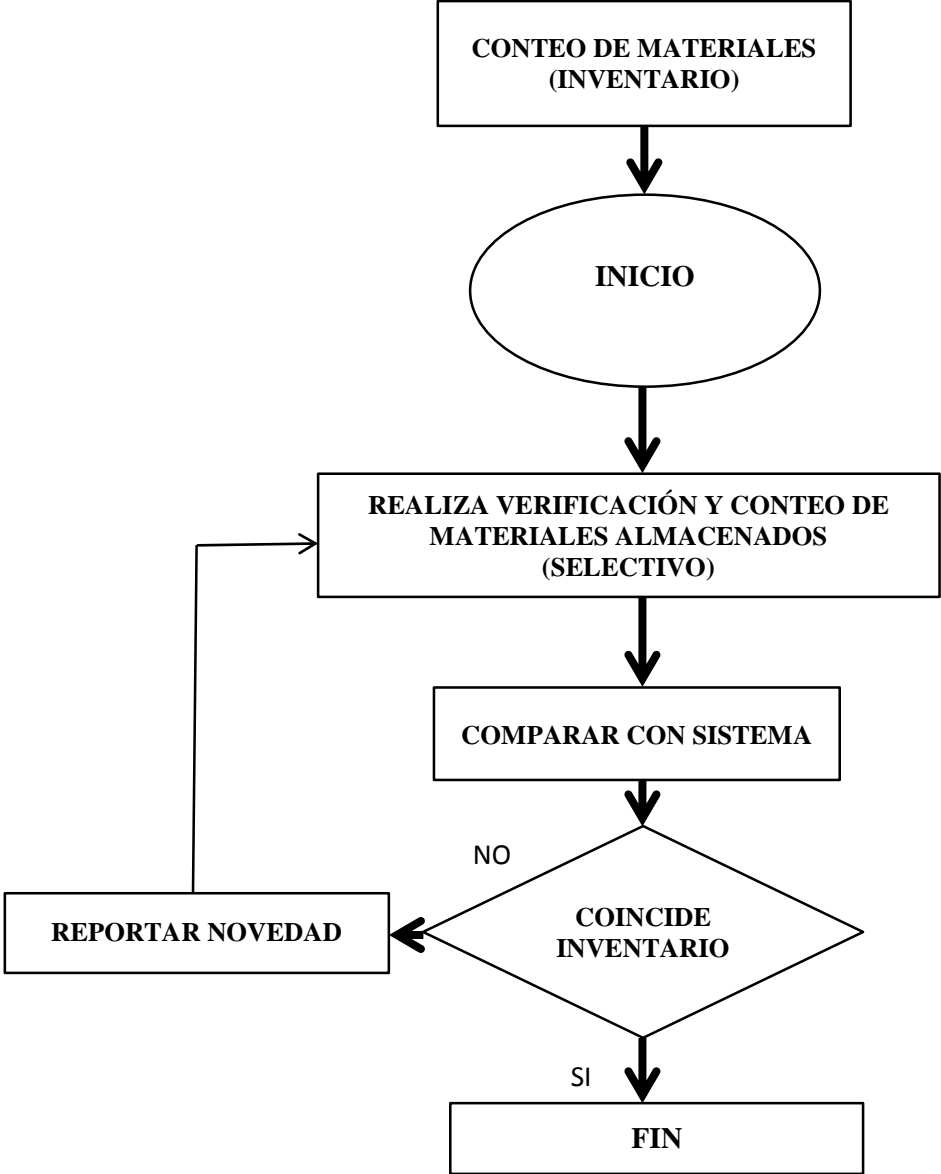 CONTEO DE MATERIALES
(INVENTARIO)
INICIO
REALIZA VERIFICACIÓN Y CONTEO DE
MATERIALES ALMACENADOS
(SELECTIVO)
COMPARAR CON SISTEMA
NO
COINCIDE
INVENTARIO
REPORTAR NOVEDAD
SI
FIN